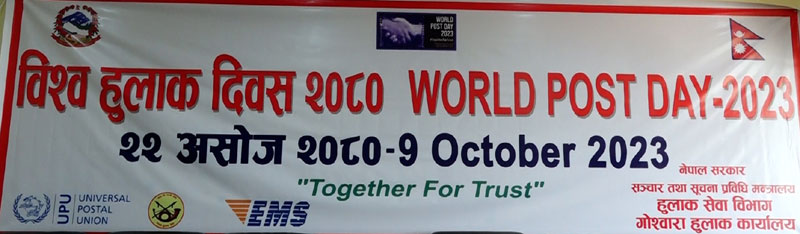 WORLD
POST DAY
2023
विश्व हुलाक दिवस २०८० WORLD POST DAY-2023
२२ असोज २०८०-9 October 2023
"Together For Trust"
UPU UNIVERSAL
POSTAL
UNION
EMS
नेपाल सरकार
सञ्चार तथा सूचना प्रविधि मन्त्रालय
हुलाक सेवा विभाग
गोश्वारा हुलाक कार्यालय